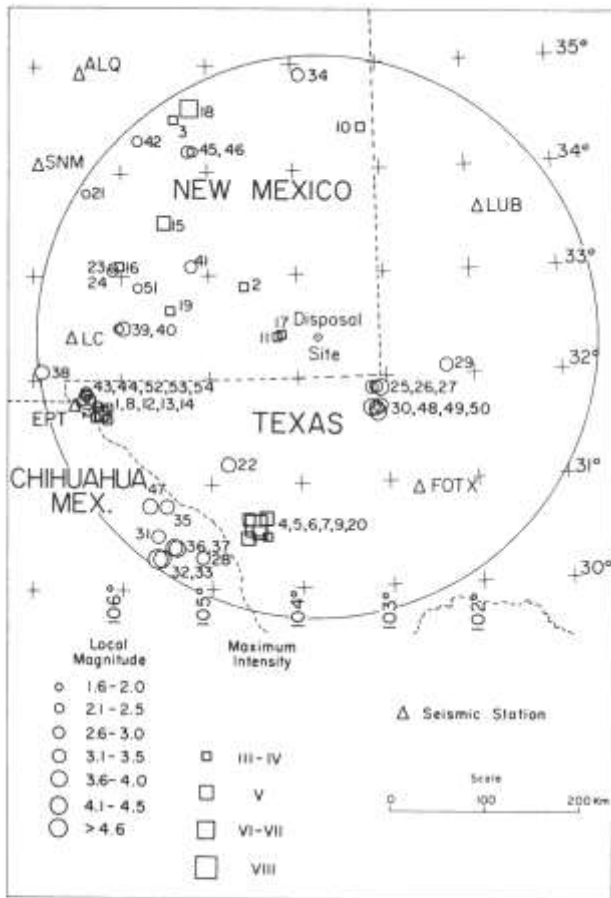 35°
ALQ
34
18
3
10
42
45, 46
34°
SNM
NEW MEXICO
21
LUB
15
33°
23
16
41
24
51
2
19
17
Disposal
11
Site
LC
39, 40
32°
29
38
43, 44, 52, 53, 54
25, 26, 27
1, 8, 12, 13, 14
30, 48, 49, 50
EPT
TEXAS
31°
22
CHIHUAHUA
MEX.
FOTX
47
35
4, 5, 6, 7, 9, 20
31
36, 37
28
32, 33
30°
106°
105°
104°
103°
102°
Local
Magnitude
Maximum
Intensity
1.6 – 2.0
2.1 – 2.5
2.6 – 3.0
3.1 – 3.5
3.6 – 4.0
4.1 – 4.5
> 4.6
III – IV
V
VI – VII
VIII
Seismic Station
Scale
0 100 200 Km